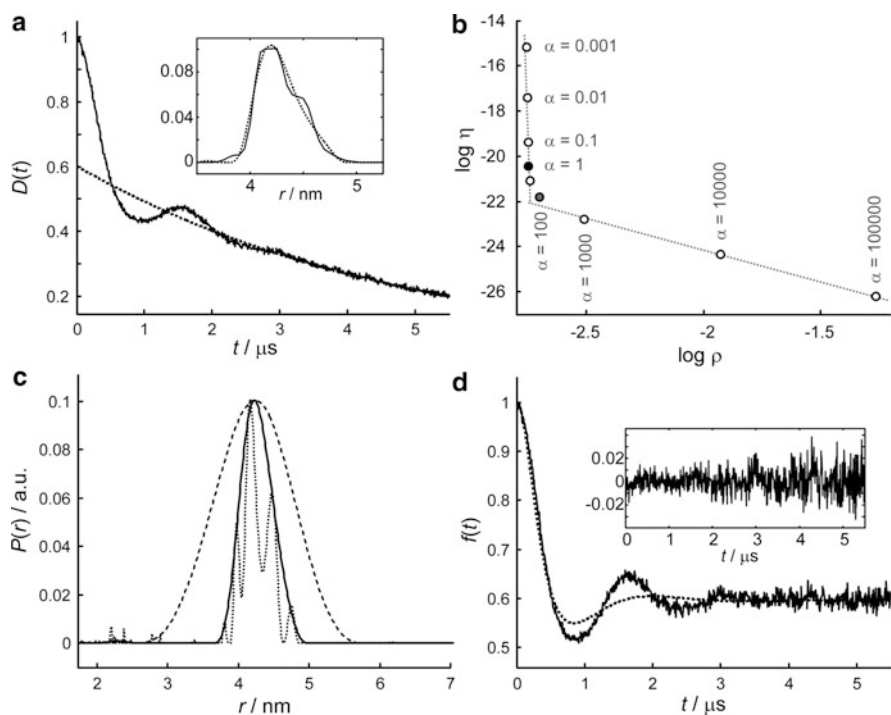 a
1
0.8
0.6
0.4
0.2
D(t)
0
1
2
3
4
5
t / μs
0.08
0.04
0
4
5
r / nm
b
-14
-16
-18
-20
-22
-24
-26
log η
α = 0.001
α = 0.01
α = 0.1
α = 1
α = 100
α = 1000
α = 10000
α = 100000
-2.5
-2
-1.5
log ρ
c
0.1
0.08
0.06
0.04
0.02
0
P(r) / a.u.
2
3
4
5
6
7
r / nm
d
1
0.9
0.8
0.7
0.6
0.5
f(t)
0
1
2
3
4
5
t / μs
0.02
0
-0.02
0
1
2
3
4
5
t / μs